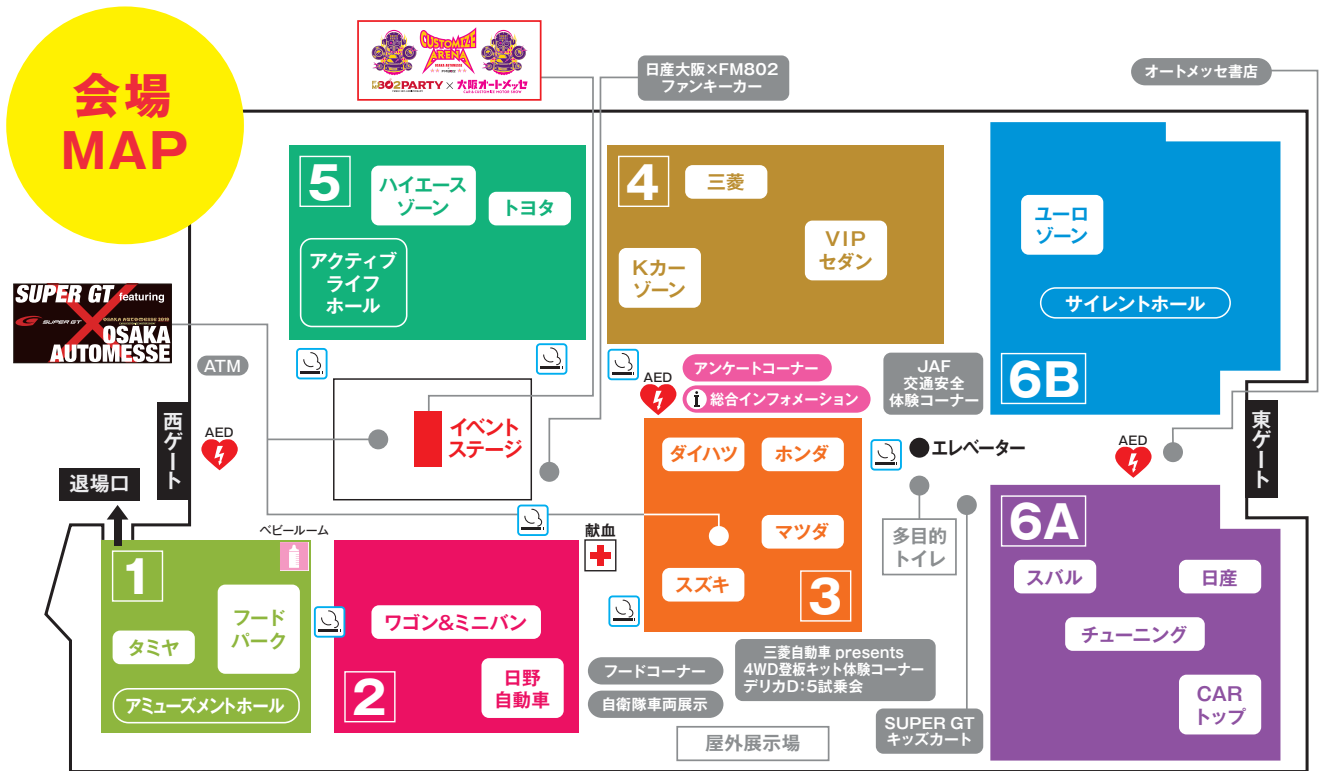 会場
MAP
CUSTOMIZE
ARENA
802PARTY × 大阪オートメッセ
日産大阪×FM802
ファンキーカー
オートメッセ書店
SUPER GT featuring
SUPER GT
OSAKA AUTOMESSE 2019
OSAKA
AUTOMESSE
ATM
西ゲート
AED
退場口
5
ハイエース
ゾーン
トヨタ
アクティブ
ライフ
ホール
4
三菱
Kカー
ゾーン
VIP
セダン
ユーロ
ゾーン
サイレントホール
6B
イベント
ステージ
AED
アンケートコーナー
i 総合インフォメーション
JAF
交通安全
体験コーナー
エレベーター
AED
東ゲート
ダイハツ
ホンダ
マツダ
スズキ
3
多目的
トイレ
6A
スバル
日産
チューニング
CAR
トップ
ベビールーム
献血
1
フード
パーク
タミヤ
アミューズメントホール
ワゴン&ミニバン
日野
自動車
2
フードコーナー
自衛隊車両展示
三菱自動車 presents
4WD登板キット体験コーナー
デリカD:5試乗会
屋外展示場
SUPER GT
キッズカート